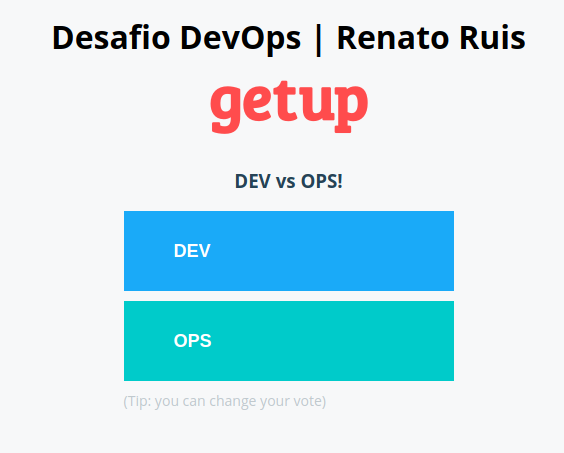 Desafio DevOps | Renato Ruis
getup
DEV vs OPS!
DEV
OPS
(Tip: you can change your vote)